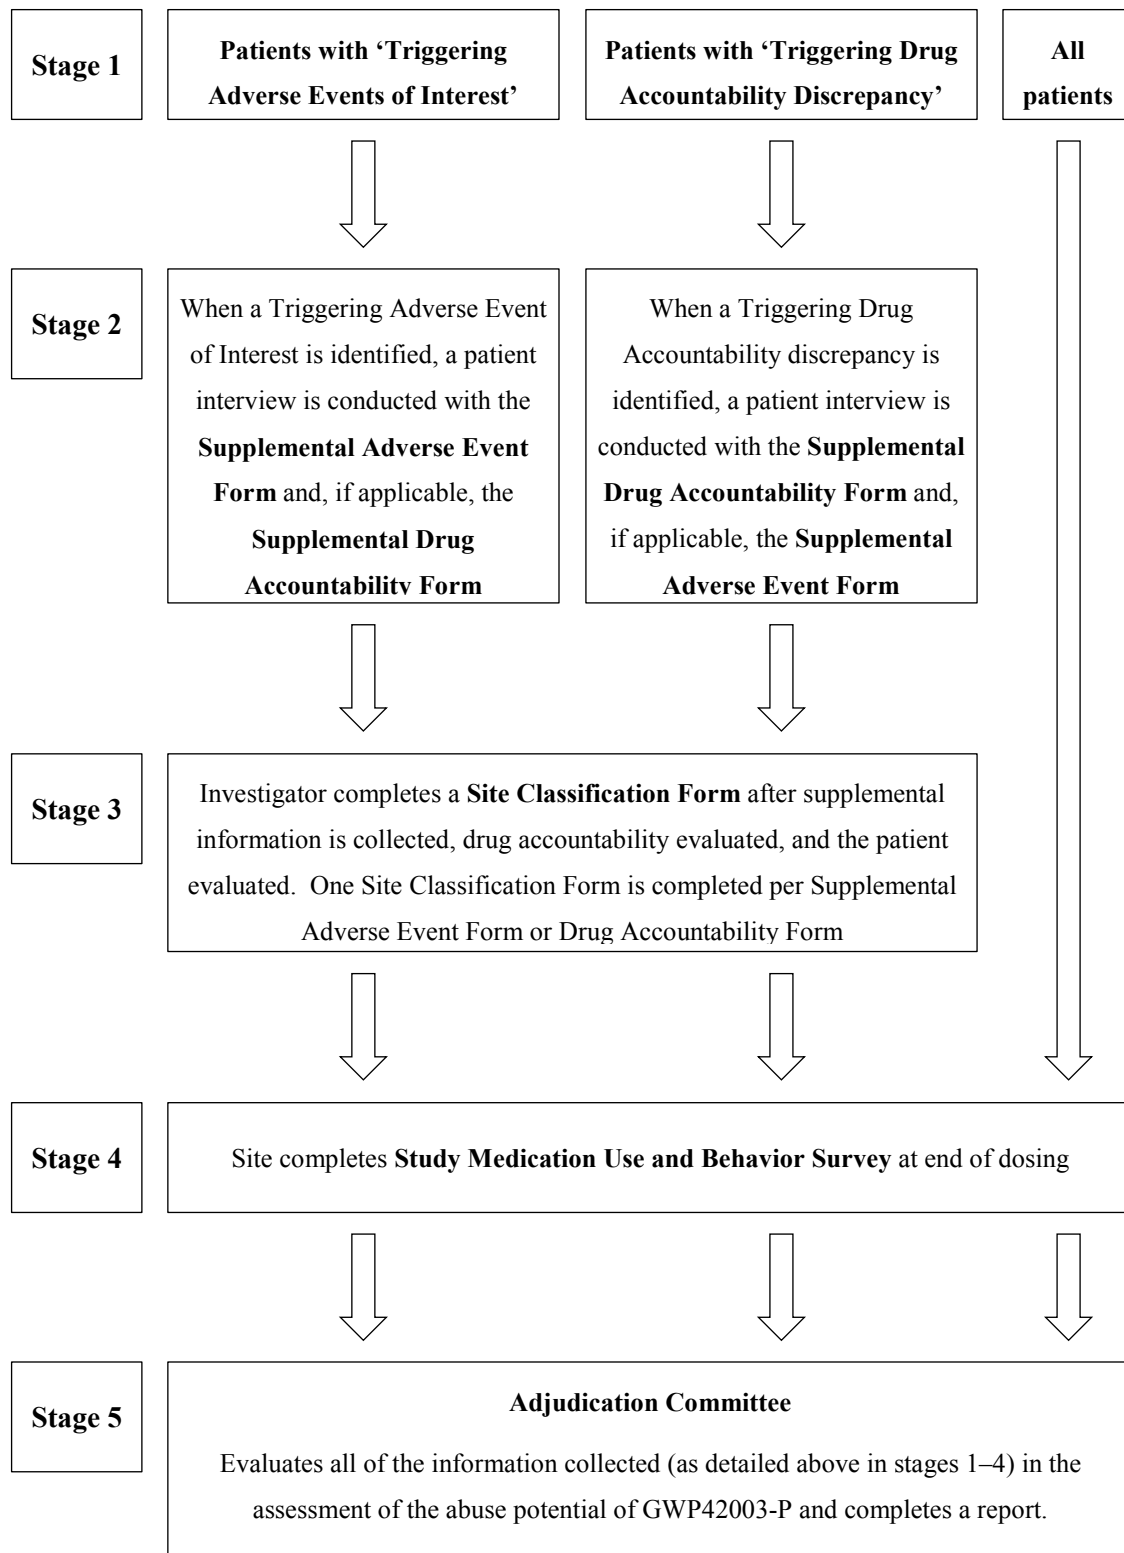 Stage 1
Patients with ‘Triggering
Adverse Events of Interest’
Patients with ‘Triggering Drug
Accountability Discrepancy’
All
patients
Stage 2
When a Triggering Adverse Event
of Interest is identified, a patient
interview is conducted with the
Supplemental Adverse Event
Form and, if applicable, the
Supplemental Drug
Accountability Form
When a Triggering Drug
Accountability discrepancy is
identified, a patient interview is
conducted with the Supplemental
Drug Accountability Form and,
if applicable, the Supplemental
Adverse Event Form
Stage 3
Investigator completes a Site Classification Form after supplemental
information is collected, drug accountability evaluated, and the patient
evaluated.  One Site Classification Form is completed per Supplemental
Adverse Event Form or Drug Accountability Form
Stage 4
Site completes Study Medication Use and Behavior Survey at end of dosing
Stage 5
Adjudication Committee
Evaluates all of the information collected (as detailed above in stages 1–4) in the
assessment of the abuse potential of GWP42003-P and completes a report.